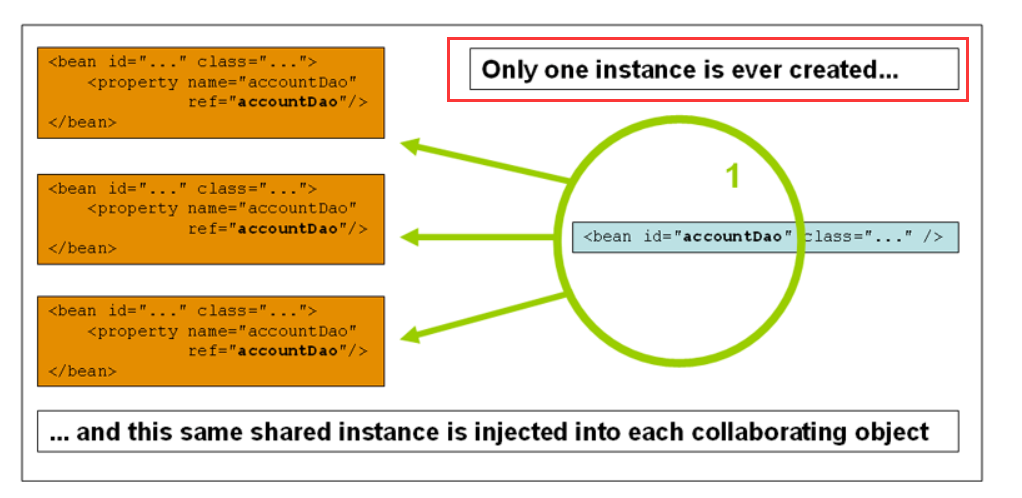 <bean id="..." class="...">
<property name="accountDao"
ref="accountDao"/>
</bean>
Only one instance is ever created...
1
<bean id="..." class="...">
<property name="accountDao"
ref="accountDao"/>
</bean>
<bean id="accountDao" class="..." />
<bean id="..." class="...">
<property name="accountDao"
ref="accountDao"/>
</bean>
... and this same shared instance is injected into each collaborating object